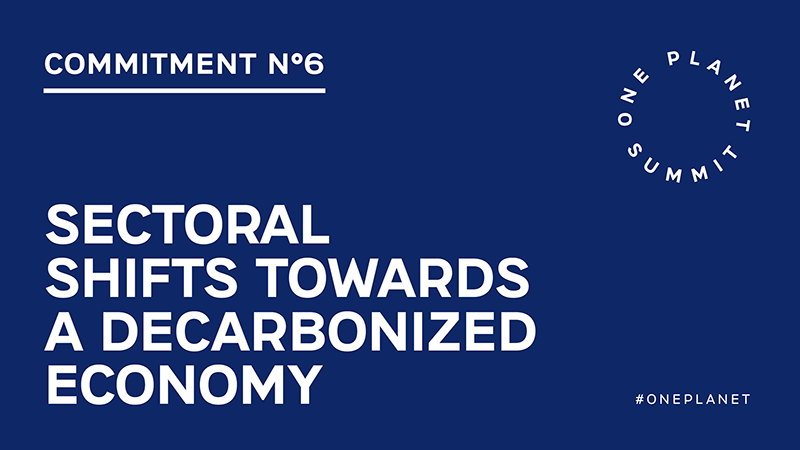 COMMITMENT N°6
ONE PLANET SUMMIT
SECTORAL
SHIFTS TOWARDS
A DECARBONIZED
ECONOMY
#ONEPLANET